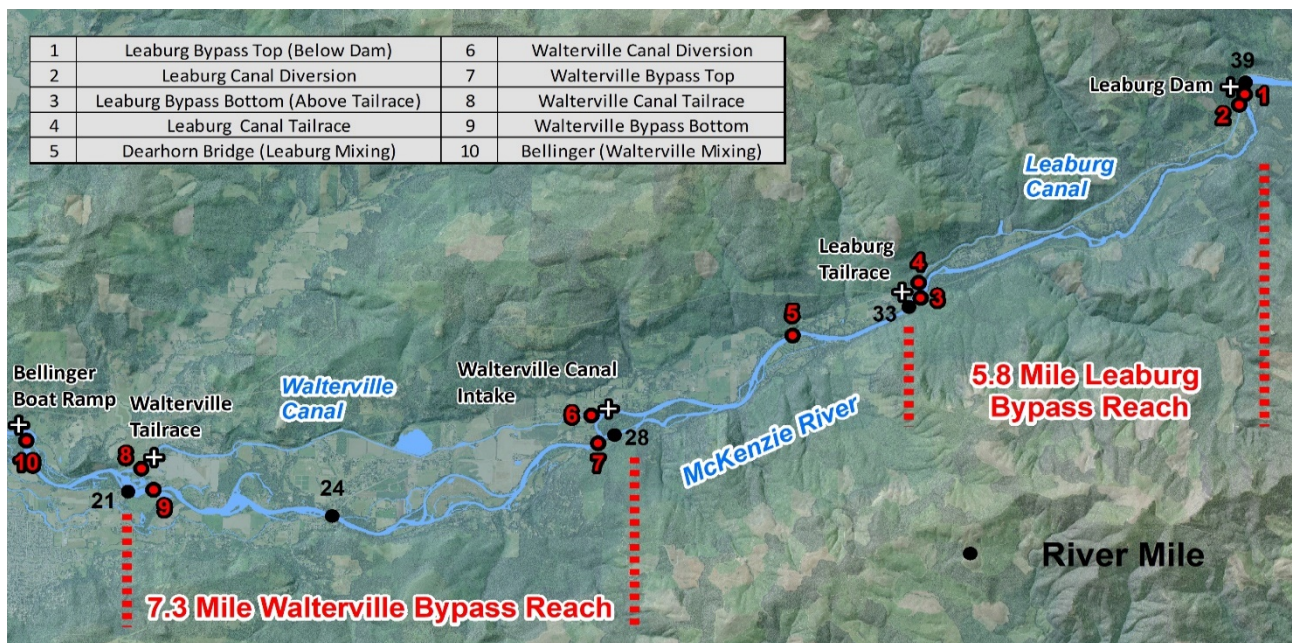 1 Leaburg Bypass Top (Below Dam) 6 Walterville Canal Diversion
2 Leaburg Canal Diversion 7 Walterville Bypass Top
3 Leaburg Bypass Bottom (Above Tailrace) 8 Walterville Canal Tailrace
4 Leaburg Canal Tailrace 9 Walterville Bypass Bottom
5 Dearhorn Bridge (Leaburg Mixing) 10 Bellinger (Walterville Mixing)
39
Leaburg Dam
1
2
Leaburg
Canal
Leaburg
Tailrace
4
3
33
5
5.8 Mile Leaburg
Bypass Reach
McKenzie River
Walterville Canal
Intake
6
28
7
Walterville
Canal
Bellinger
Boat Ramp
Walterville
Tailrace
10
8
9
21
24
7.3 Mile Walterville Bypass Reach
River Mile